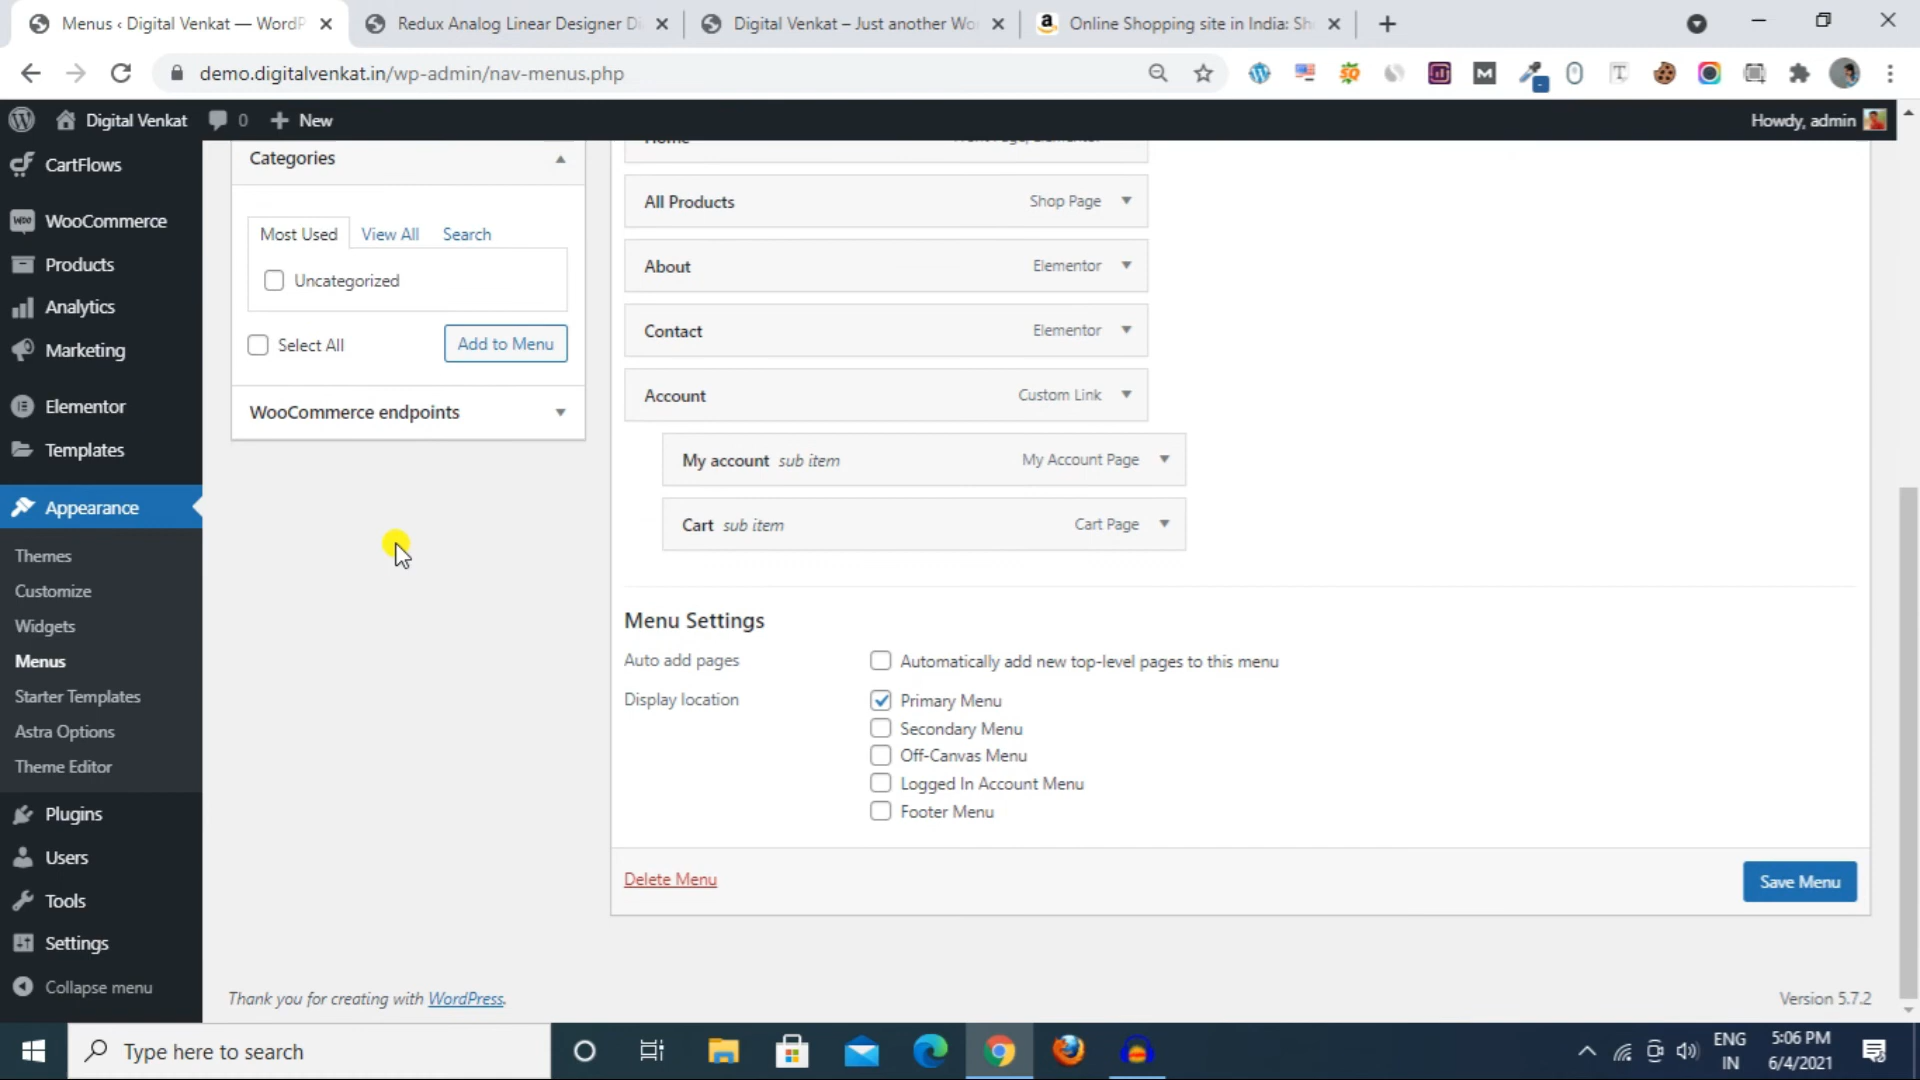 Menus ‹ Digital Venkat — WordP
Redux Analog Linear Designer Di
Digital Venkat – Just another Wo
Online Shopping site in India: Sh
demo.digitalvenkat.in/wp-admin/nav-menus.php
Digital Venkat
0
New
Howdy, admin
CartFlows
WooCommerce
Products
Analytics
Marketing
Elementor
Templates
Appearance
Themes
Customize
Widgets
Menus
Starter Templates
Astra Options
Theme Editor
Plugins
Users
Tools
Settings
Collapse menu
Categories
Most Used
View All
Search
Uncategorized
Select All
Add to Menu
WooCommerce endpoints
Home
All Products
Shop Page
About
Elementor
Contact
Elementor
Account
Custom Link
My account sub item
My Account Page
Cart sub item
Cart Page
Menu Settings
Auto add pages
Automatically add new top-level pages to this menu
Display location
Primary Menu
Secondary Menu
Off-Canvas Menu
Logged In Account Menu
Footer Menu
Delete Menu
Save Menu
Thank you for creating with WordPress.
Version 5.7.2
Type here to search
ENG
IN
5:06 PM
6/4/2021